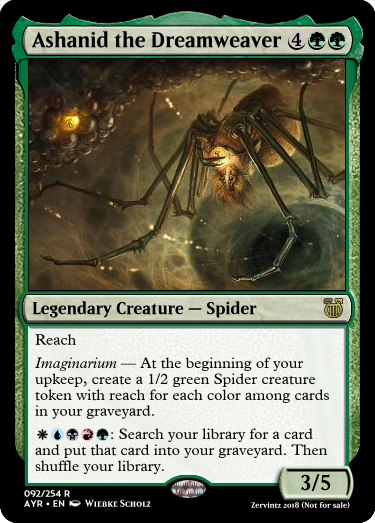 Ashanid the Dreamweaver 4
Legendary Creature — Spider
Reach
Imaginarium — At the beginning of your
upkeep, create a 1/2 green Spider creature
token with reach for each color among cards
in your graveyard.
: Search your library for a card
and put that card into your graveyard. Then
shuffle your library.
3/5
092/254 R
AYR • EN WIEBKE SCHOLZ
Zervintz 2018 (Not for sale)